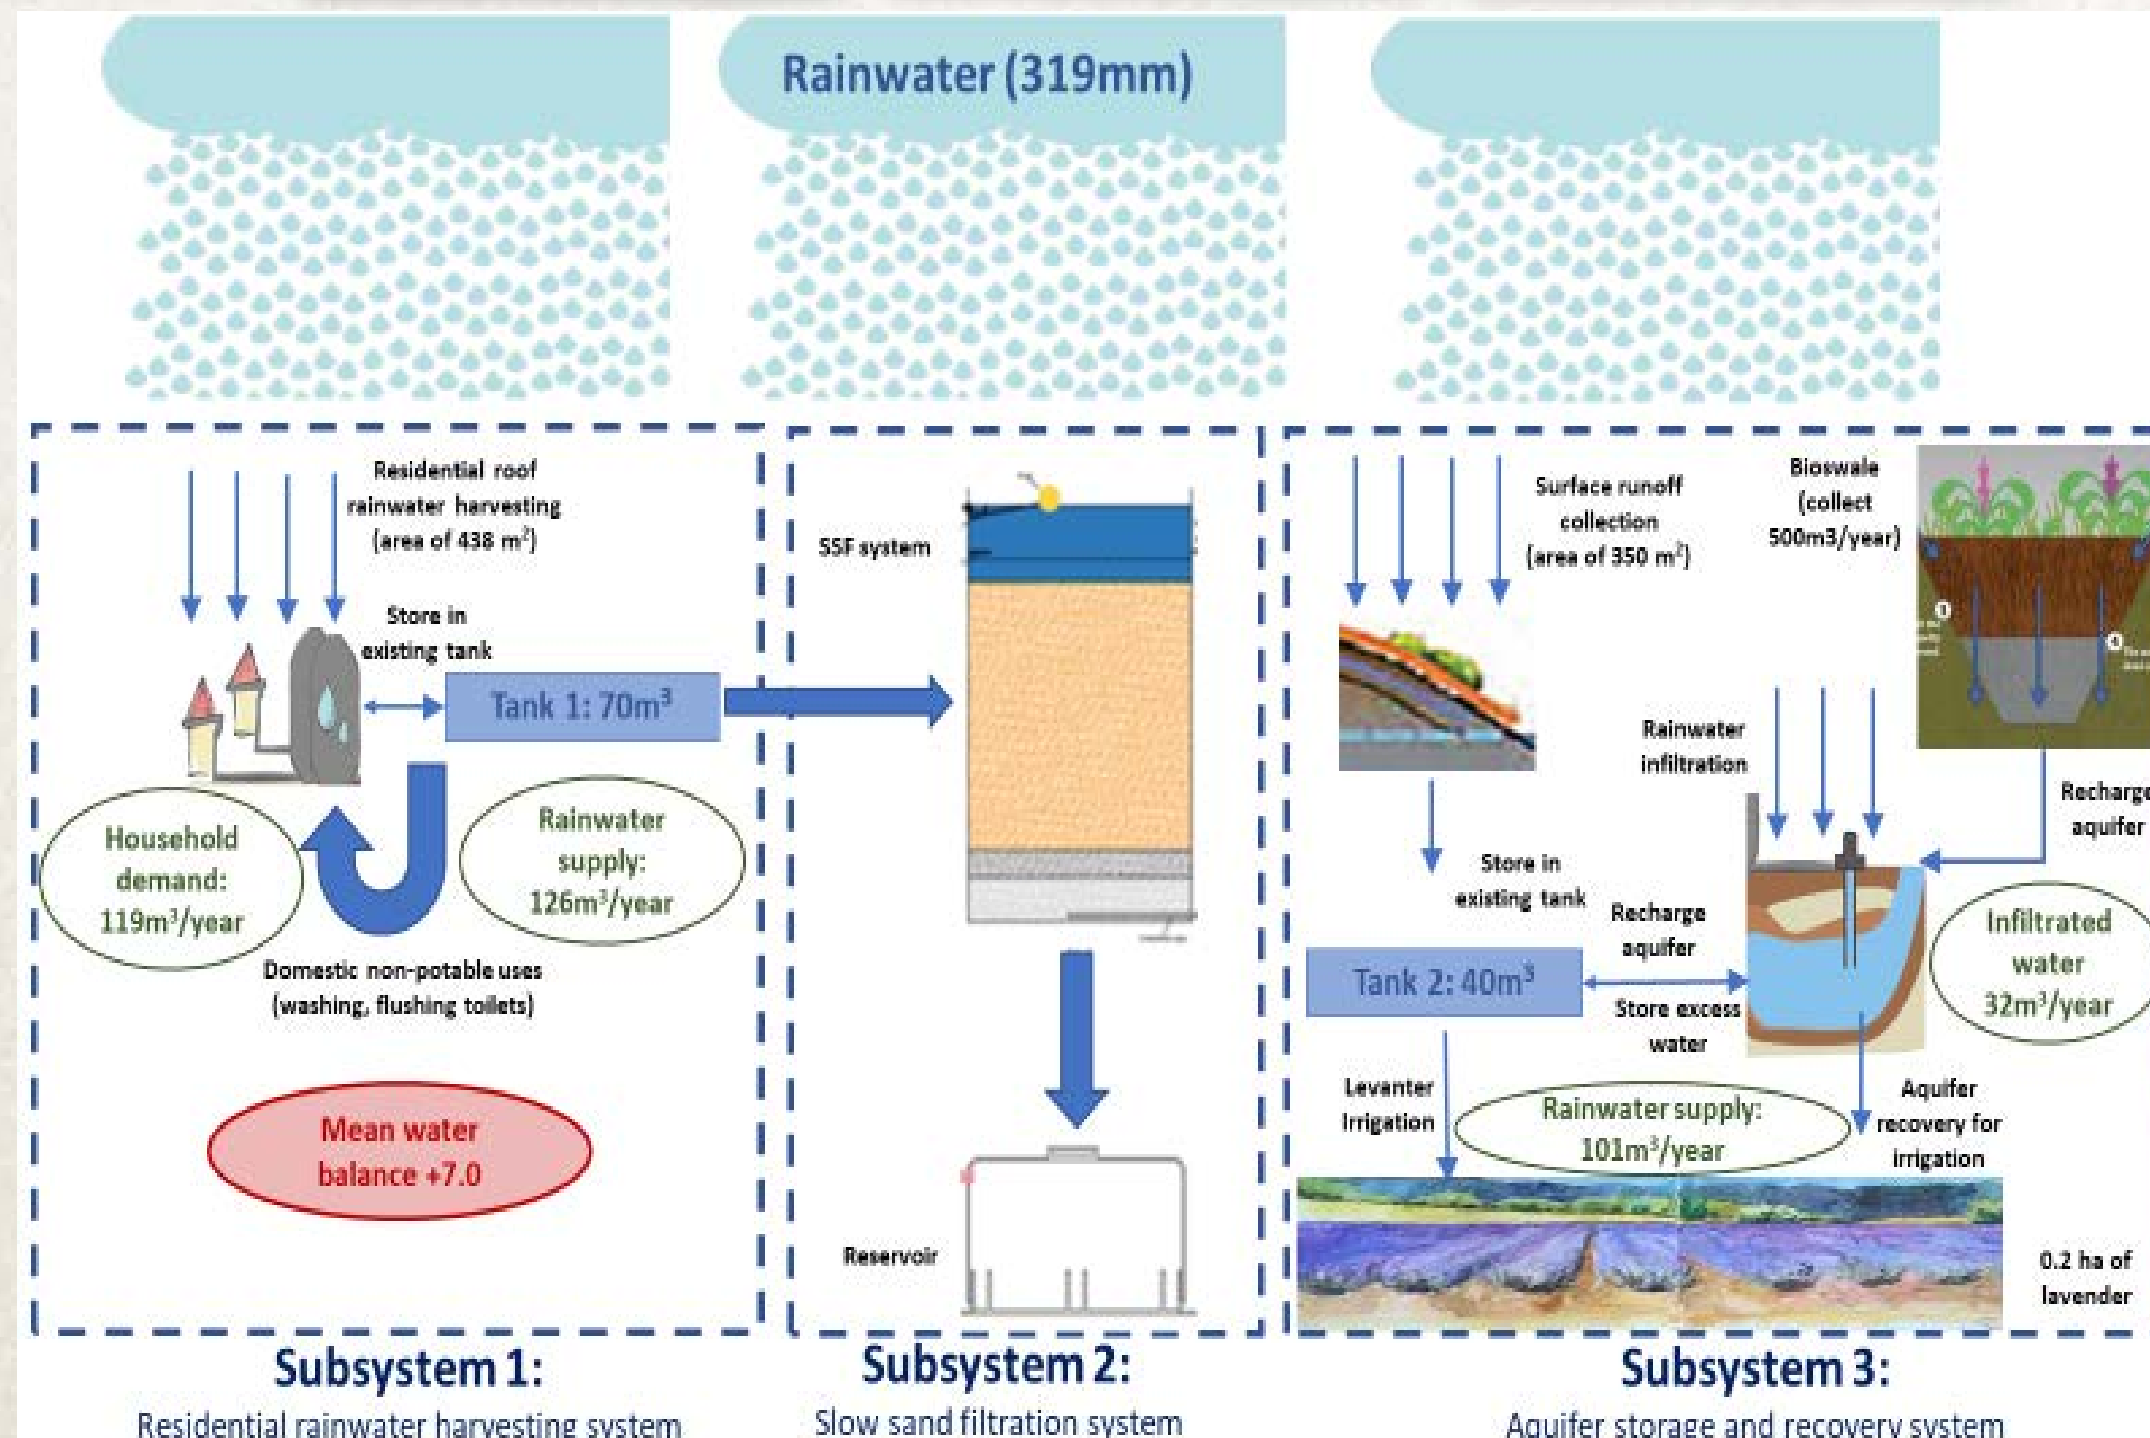 Rainwater (319mm)
Residential roof
rainwater harvesting
(area of 438 m²)
Store in
existing tank
Tank 1: 70m³
Household
demand:
119m³/year
Rainwater
supply:
126m³/year
Domestic non-potable uses
(washing, flushing toilets)
Mean water
balance +7.0
Subsystem 1:
Residential rainwater harvesting system
SSF system
Reservoir
Subsystem 2:
Slow sand filtration system
Surface runoff
collection
(area of 350 m²)
Bioswale
(collect
500m3/year)
Rainwater
infiltration
Recharge
aquifer
Store in
existing tank
Recharge
aquifer
Tank 2: 40m³
Store excess
water
Infiltrated
water
32m³/year
Levanter
Irrigation
Rainwater supply:
101m³/year
Aquifer
recovery for
irrigation
0.2 ha of
lavender
Subsystem 3:
Aquifer storage and recovery system